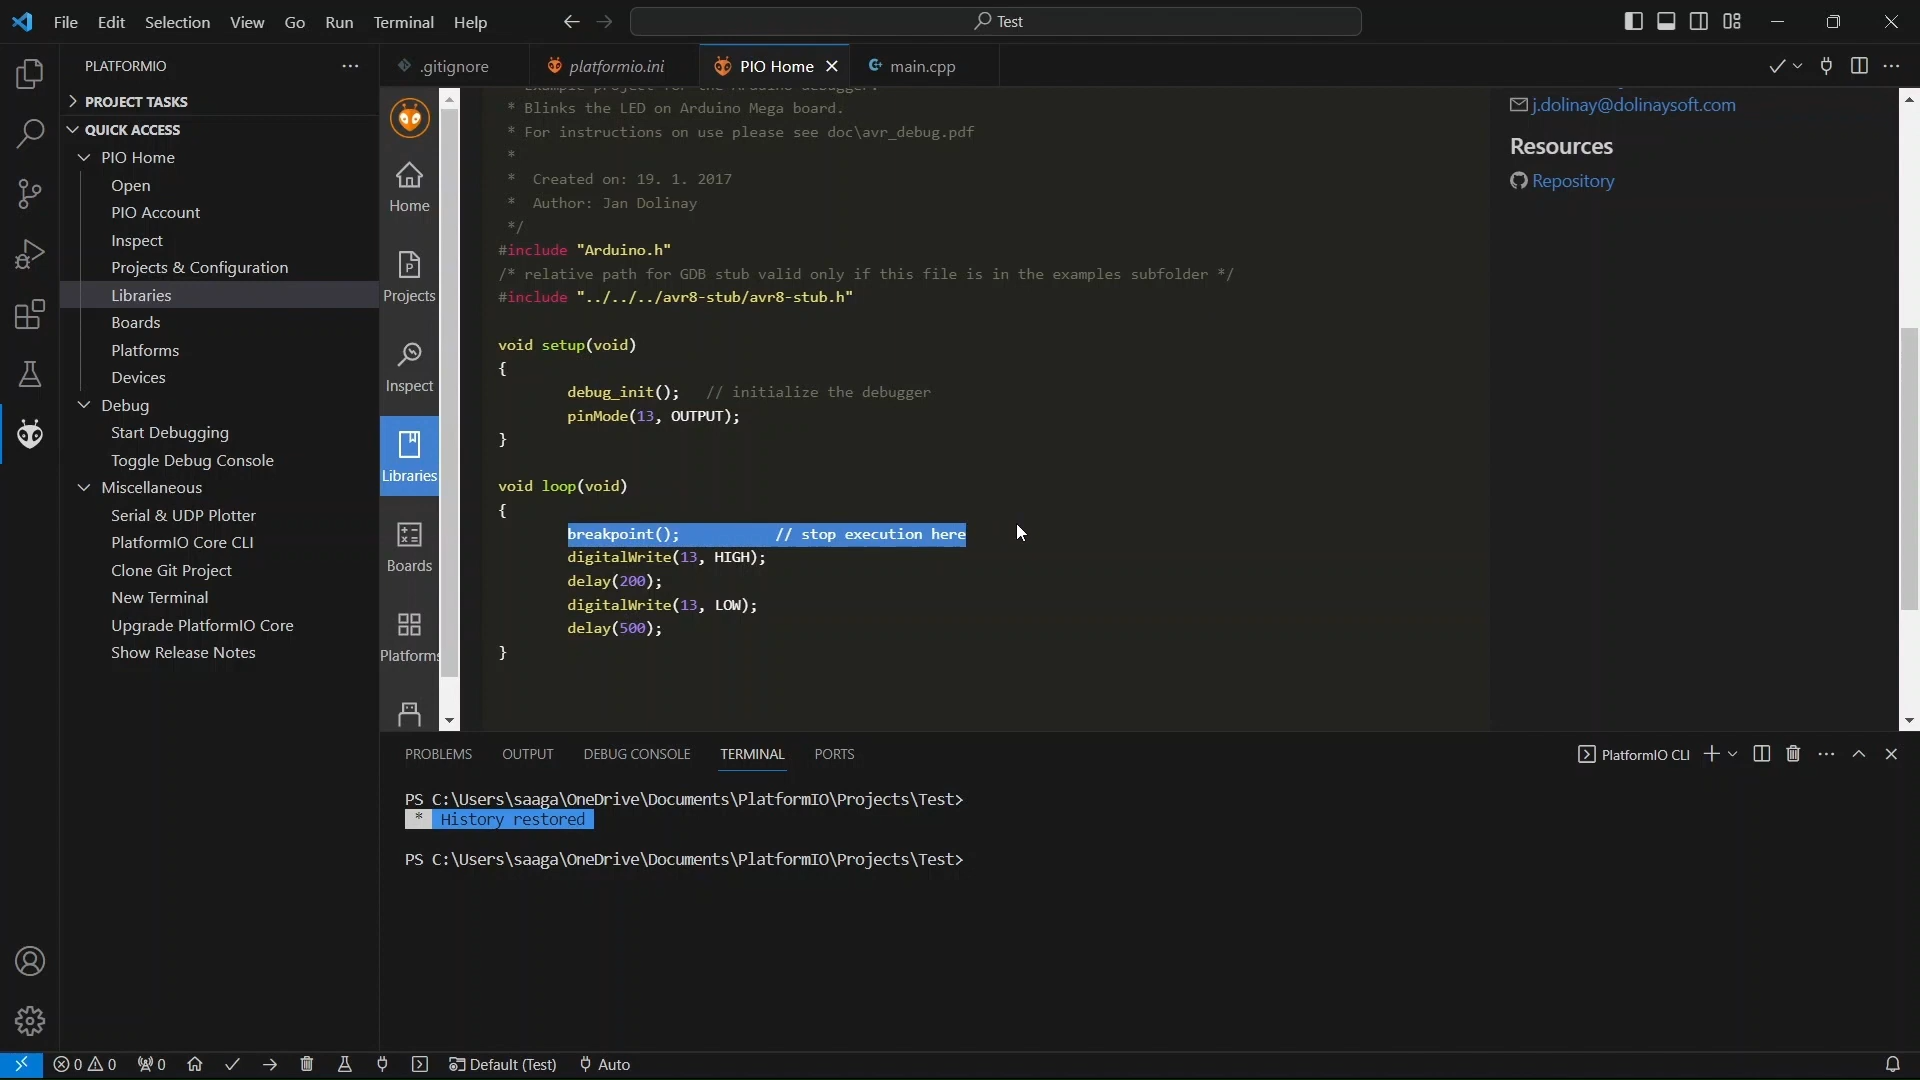 File Edit Selection View Go Run Terminal Help
Test
PLATFORMIO
PROJECT TASKS
QUICK ACCESS
PIO Home
Open
PIO Account
Inspect
Projects & Configuration
Libraries
Boards
Platforms
Devices
Debug
Start Debugging
Toggle Debug Console
Miscellaneous
Serial & UDP Plotter
PlatformIO Core CLI
Clone Git Project
New Terminal
Upgrade PlatformIO Core
Show Release Notes
.gitignore
platformio.ini
PIO Home
main.cpp
Home
Projects
Inspect
Libraries
Boards
Platforms
Example project for the Arduino debugger.
* Blinks the LED on Arduino Mega board.
* For instructions on use please see doc\avr_debug.pdf
*
* Created on: 19. 1. 2017
* Author: Jan Dolinay
*/
#include "Arduino.h"
/* relative path for GDB stub valid only if this file is in the examples subfolder */
#include "../../../avr8-stub/avr8-stub.h"
void setup(void)
{
debug_init(); // initialize the debugger
pinMode(13, OUTPUT);
}
void loop(void)
{
breakpoint(); // stop execution here
digitalWrite(13, HIGH);
delay(200);
digitalWrite(13, LOW);
delay(500);
}
j.dolinay@dolinaysoft.com
Resources
Repository
PROBLEMS OUTPUT DEBUG CONSOLE TERMINAL PORTS
PlatformIO CLI
PS C:\Users\saaga\OneDrive\Documents\PlatformIO\Projects\Test>
* History restored
PS C:\Users\saaga\OneDrive\Documents\PlatformIO\Projects\Test>
0 0 0 Default (Test) Auto